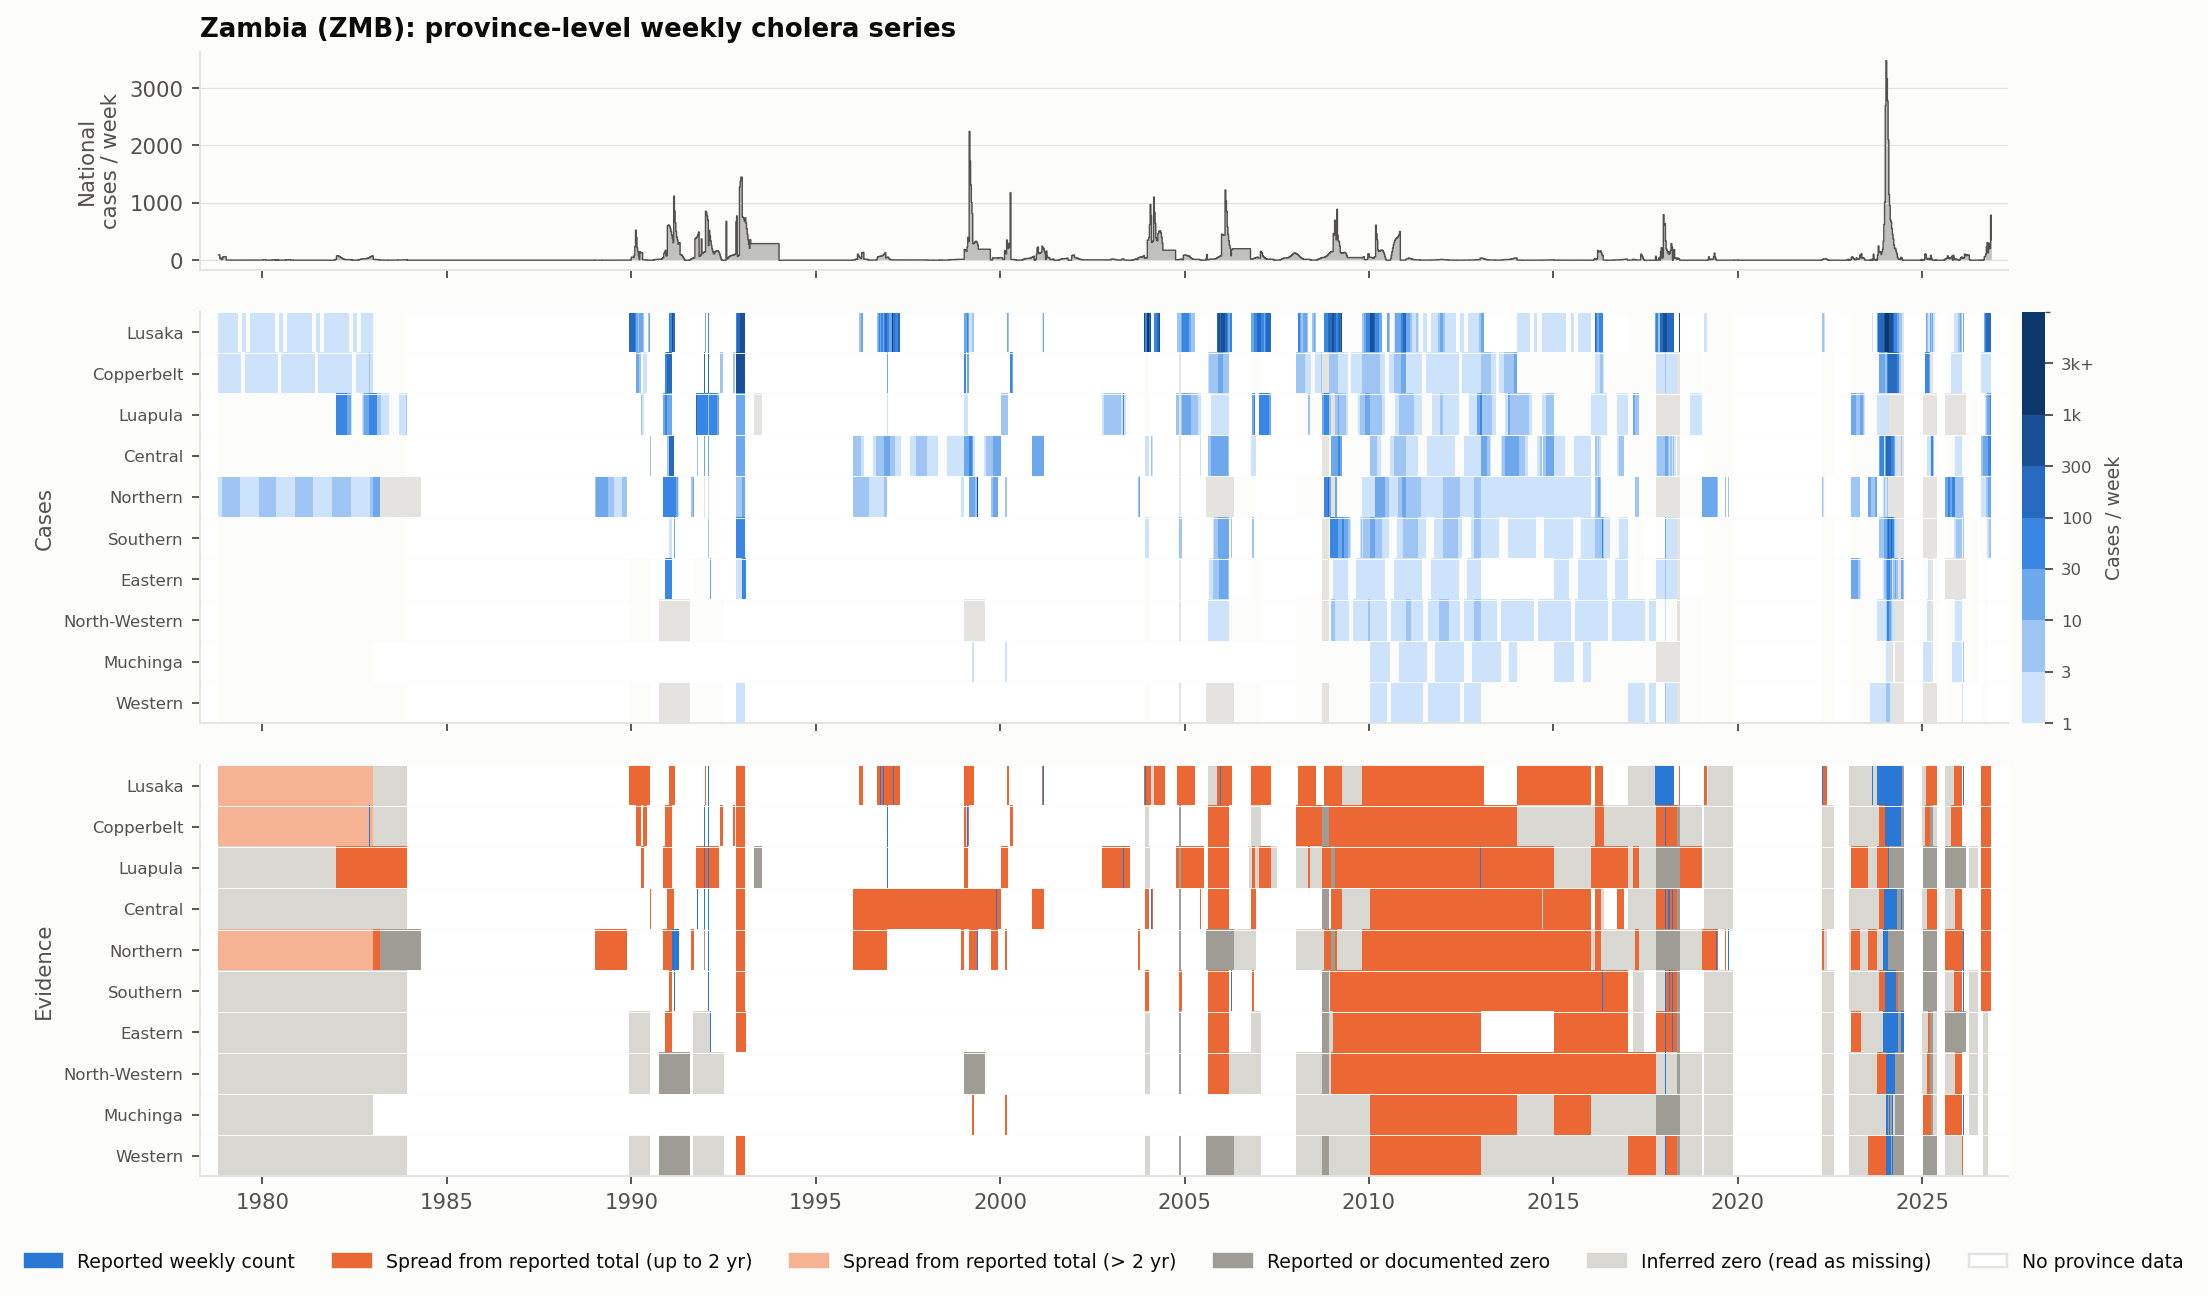 Zambia (ZMB): province-level weekly cholera series
National
cases / week
3000
2000
1000
0
Cases
Lusaka
Copperbelt
Luapula
Central
Northern
Southern
Eastern
North-Western
Muchinga
Western
3k+
1k
300
100
30
10
3
1
Cases / week
Evidence
Lusaka
Copperbelt
Luapula
Central
Northern
Southern
Eastern
North-Western
Muchinga
Western
1980 1985 1990 1995 2000 2005 2010 2015 2020 2025
Reported weekly count Spread from reported total (up to 2 yr) Spread from reported total (> 2 yr) Reported or documented zero Inferred zero (read as missing) No province data